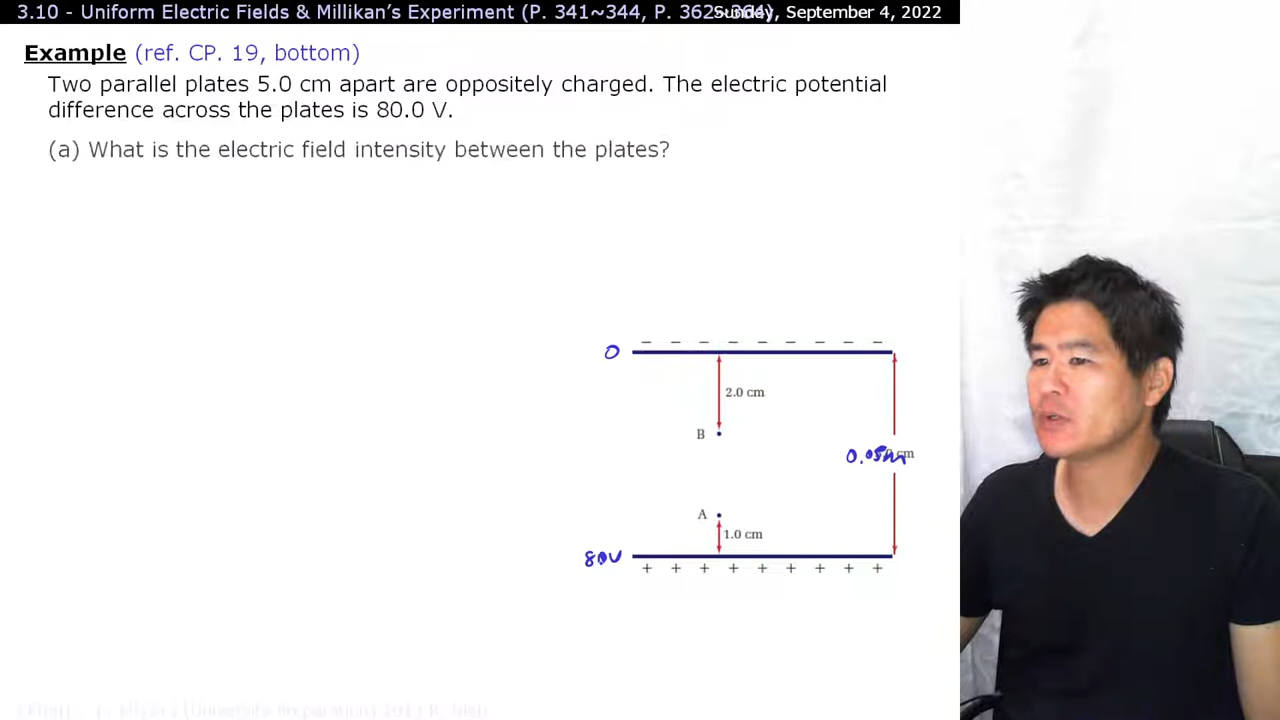 3.10 - Uniform Electric Fields & Millikan's Experiment (P. 341~344, P. 362~364)
Sunday, September 4, 2022
Example (ref. CP. 19, bottom)
Two parallel plates 5.0 cm apart are oppositely charged. The electric potential
difference across the plates is 80.0 V.
(a) What is the electric field intensity between the plates?
− − − − − − − − −
0
2.0 cm
B
0.05m
cm
A
1.0 cm
80V
+ + + + + + + + +